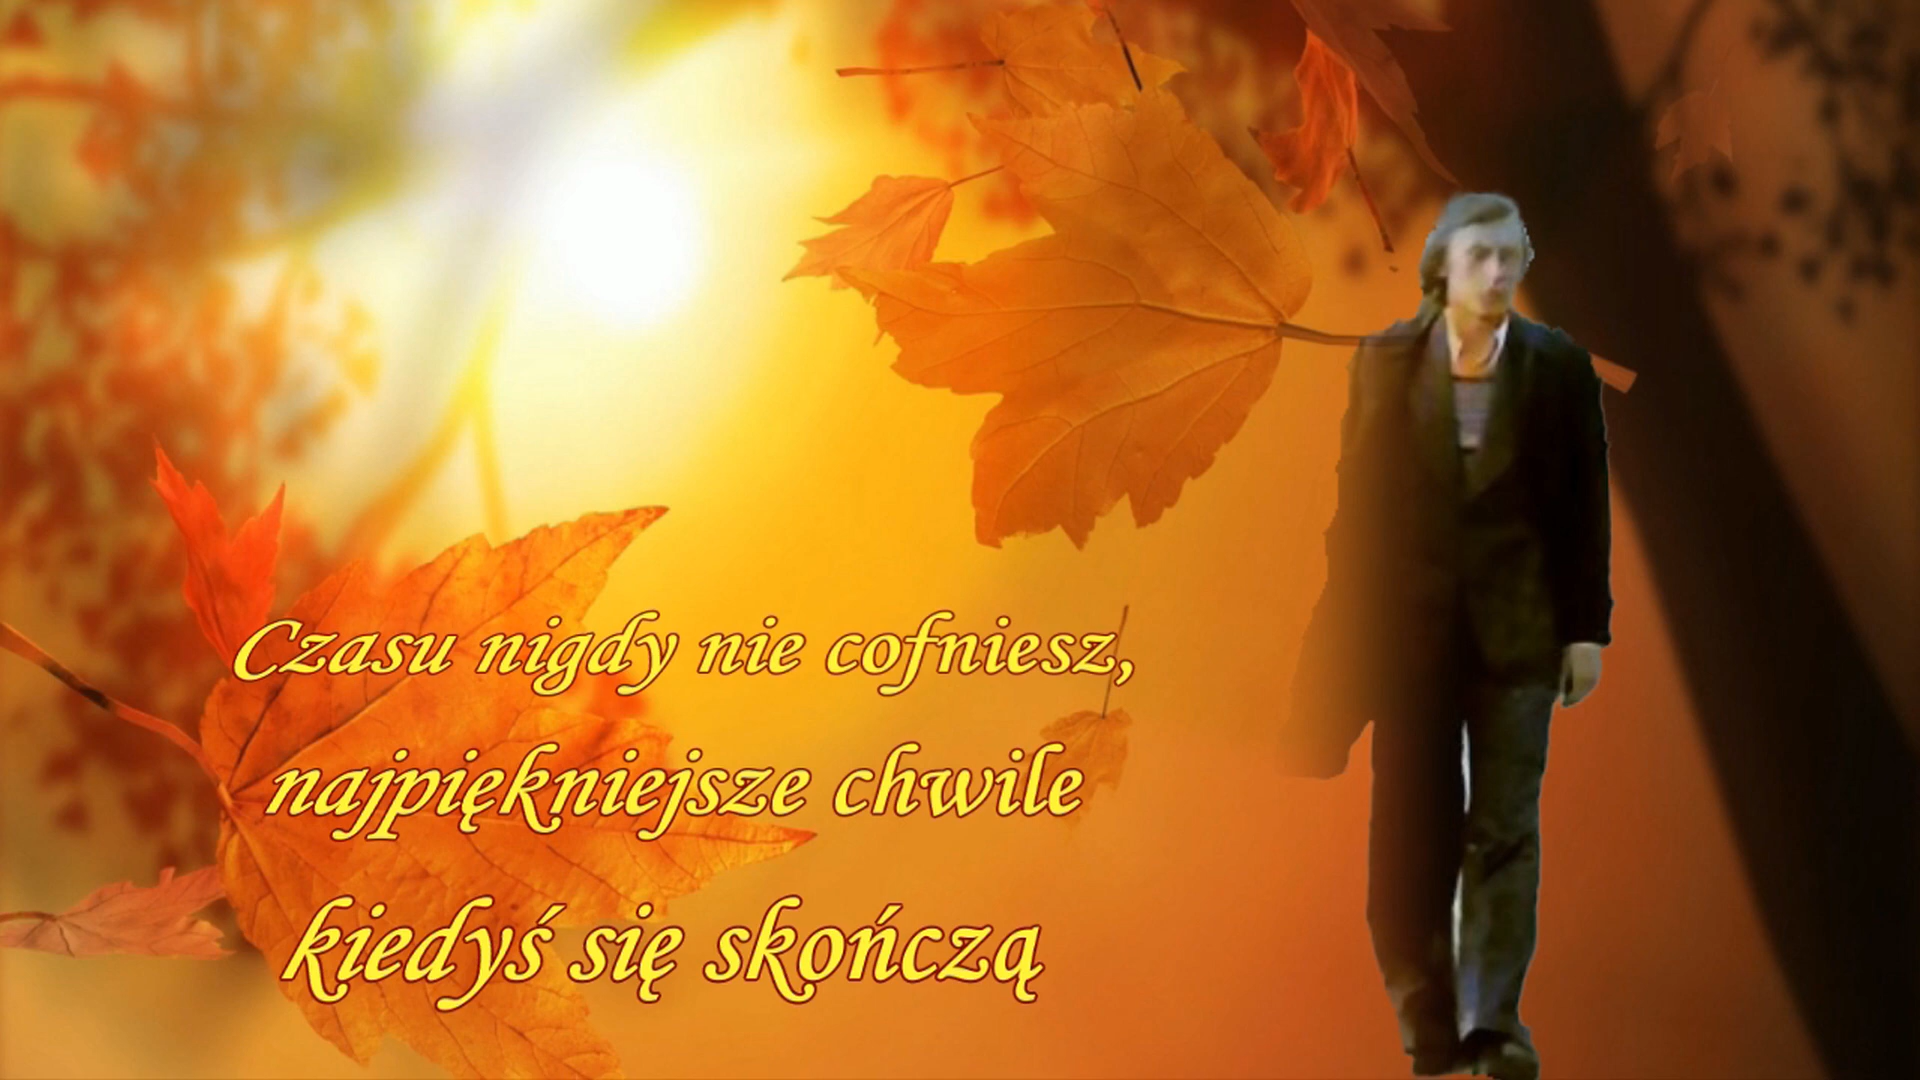 Czasu nigdy nie cofniesz,
najpiękniejsze chwile
kiedyś się skończą